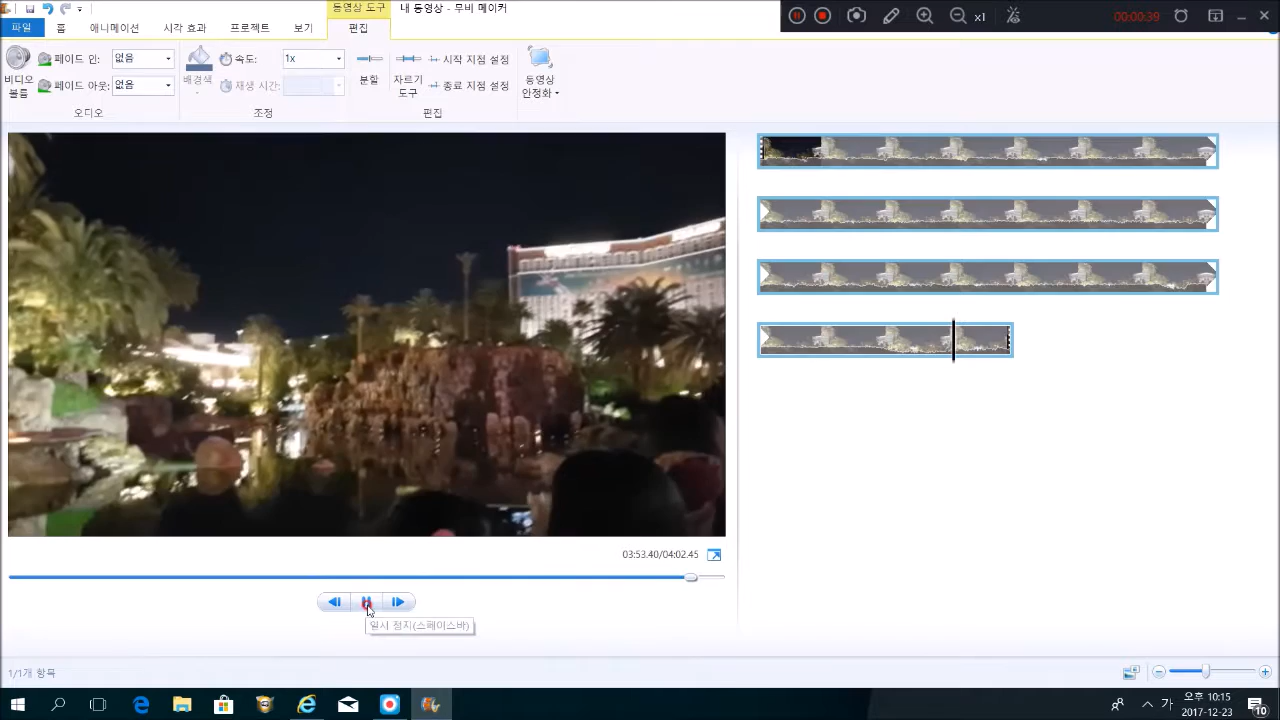 동영상 도구
내 동영상 - 무비 메이커
x1
00:00:39
파일
홈
애니메이션
시각 효과
프로젝트
보기
편집
비디오
볼륨
페이드 인:
없음
페이드 아웃:
없음
오디오
배경색
속도:
1x
재생 시간:
조정
분할
자르기
도구
시작 지점 설정
종료 지점 설정
편집
동영상
안정화
03:53.40/04:02.45
일시 정지(스페이스바)
1/1개 항목
가
오후 10:15
2017-12-23
10